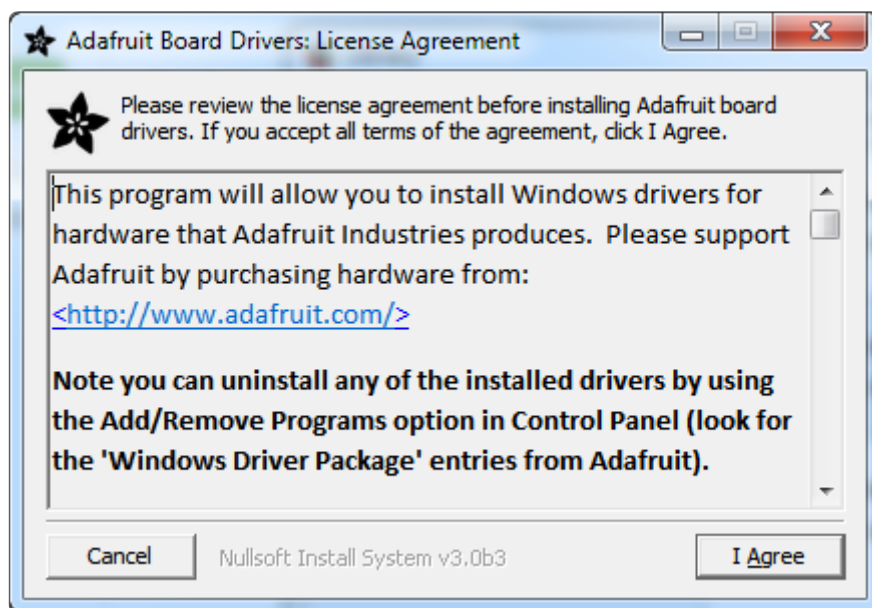 Adafruit Board Drivers: License Agreement
Please review the license agreement before installing Adafruit board
drivers. If you accept all terms of the agreement, click I Agree.
This program will allow you to install Windows drivers for
hardware that Adafruit Industries produces.  Please support
Adafruit by purchasing hardware from:
<http://www.adafruit.com/>
Note you can uninstall any of the installed drivers by using
the Add/Remove Programs option in Control Panel (look for
the 'Windows Driver Package' entries from Adafruit).
Cancel
Nullsoft Install System v3.0b3
I Agree